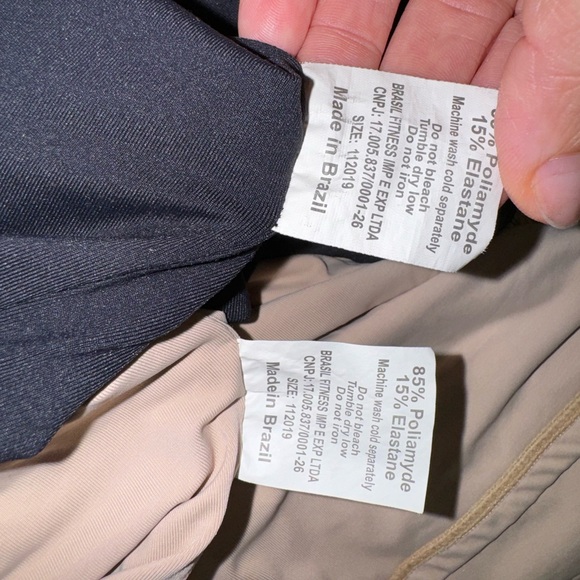 Poliamyde
15% Elastane
Machine wash cold separately
Do not bleach
Tumble dry low
Do not iron
BRASIL FITNESS IMP E EXP LTDA
CNPJ: 17.005.837/0001-26
SIZE: 112019
Made in Brazil
85% Poliamyde
15% Elastane
Machine wash cold separately
Do not bleach
Tumble dry low
Do not iron
BRASIL FITNESS IMP E EXP LTDA
CNPJ: 17.005.837/0001-26
SIZE: 112019
Made in Brazil